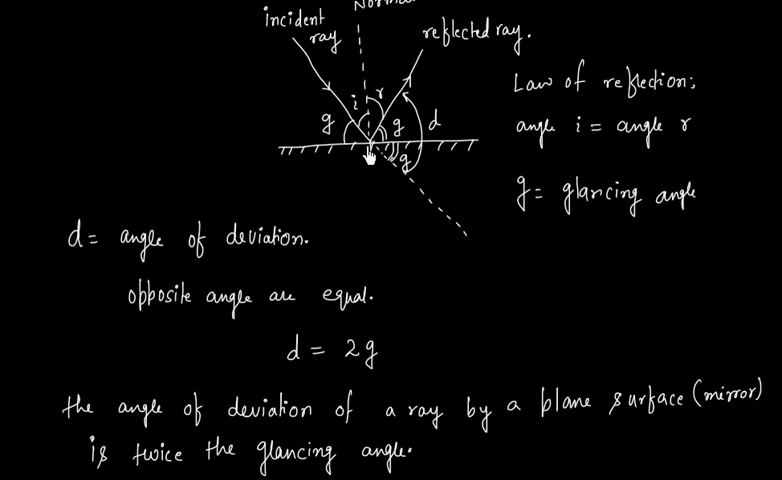 Norma
incident
ray
reflected ray.
i
r
g
g
d
g
Law of reflection;
angle i = angle r
g = glancing angle
d = angle of deviation.
opposite angle are equal.
d = 2g
the angle of deviation of a ray by a plane surface (mirror)
is twice the glancing angle.